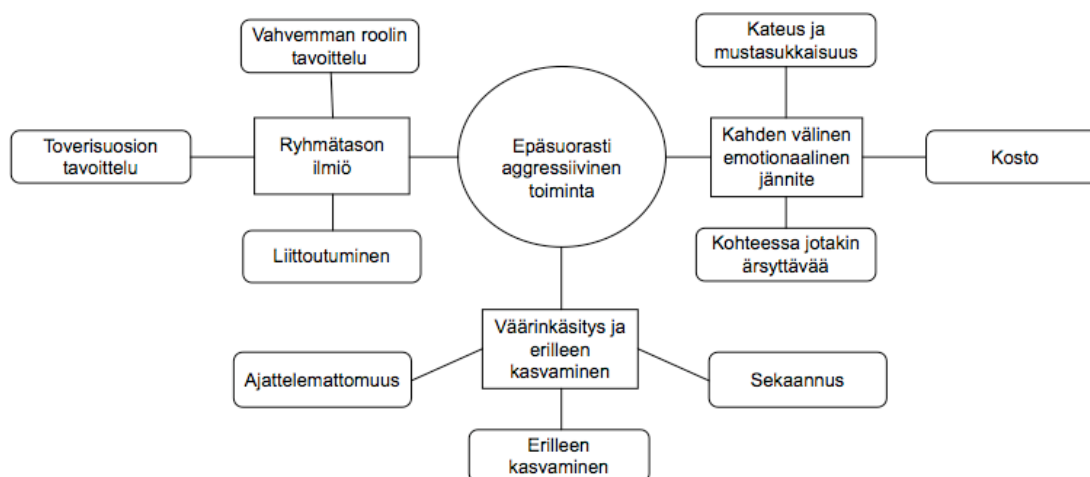 Vahvemman roolin
tavoittelu
Kateus ja
mustasukkaisuus
Toverisuosion
tavoittelu
Ryhmätason
ilmiö
Epäsuorasti
aggressiivinen
toiminta
Kahden välinen
emotionaalinen
jännite
Kosto
Liittoutuminen
Kohteessa jotakin
ärsyttävää
Väärinkäsitys ja
erilleen
kasvaminen
Ajattelemattomuus
Sekaannus
Erilleen
kasvaminen